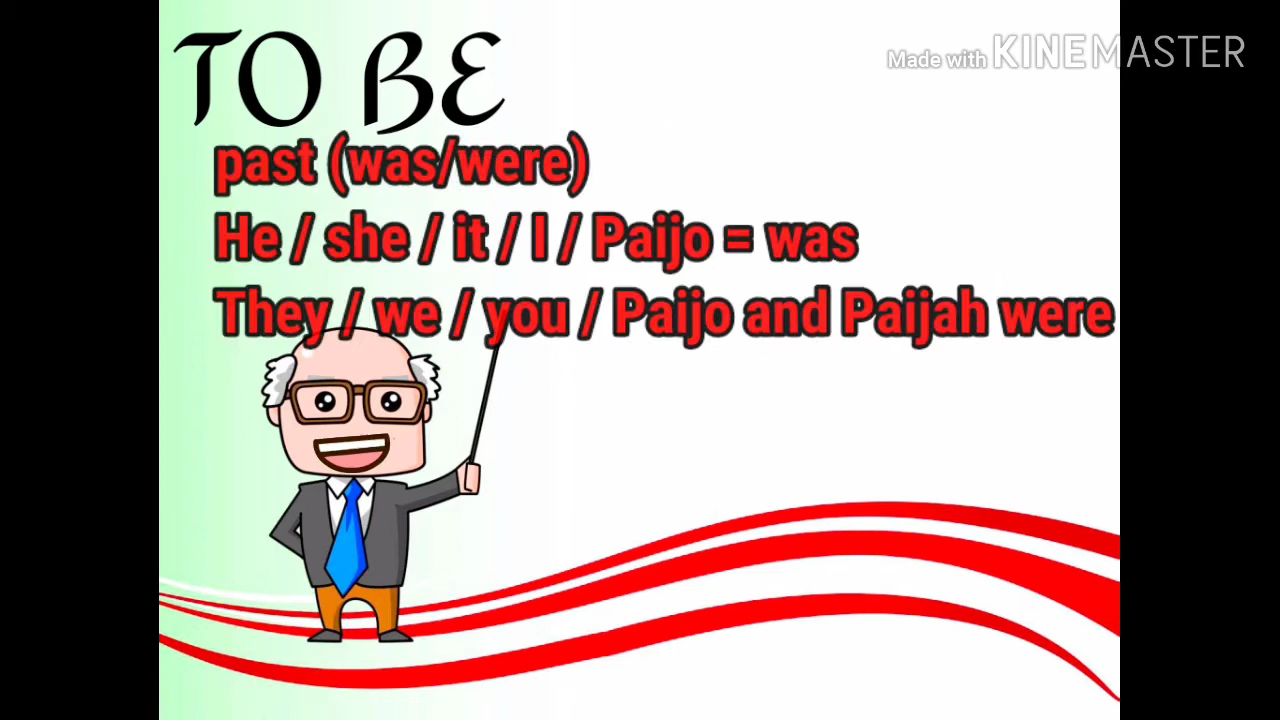 TO BE
Made with KINEMASTER
past (was/were)
He / she / it / I / Paijo = was
They / we / you / Paijo and Paijah were